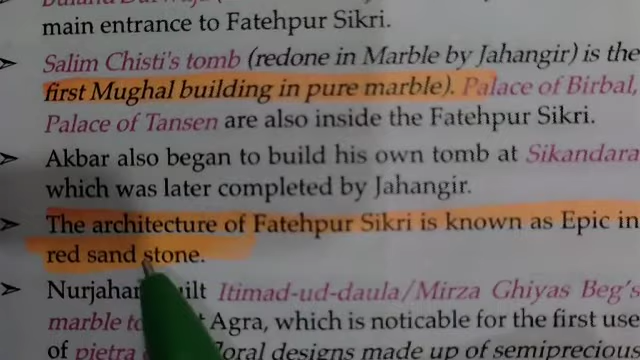 main entrance to Fatehpur Sikri.
➢ Salim Chisti's tomb (redone in Marble by Jahangir) is the
first Mughal building in pure marble). Palace of Birbal,
Palace of Tansen are also inside the Fatehpur Sikri.
➢ Akbar also began to build his own tomb at Sikandara
which was later completed by Jahangir.
➢ The architecture of Fatehpur Sikri is known as Epic in
red sand stone.
➢ Itimad-ud-daula/Mirza Ghiyas Beg's
marble Agra, which is noticable for the first use
of pietra designs made up of semiprecious